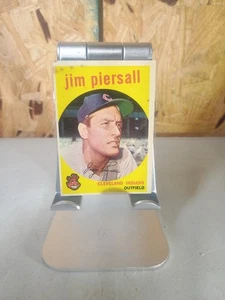 jim piersall
CLEVELAND INDIANS
OUTFIELD